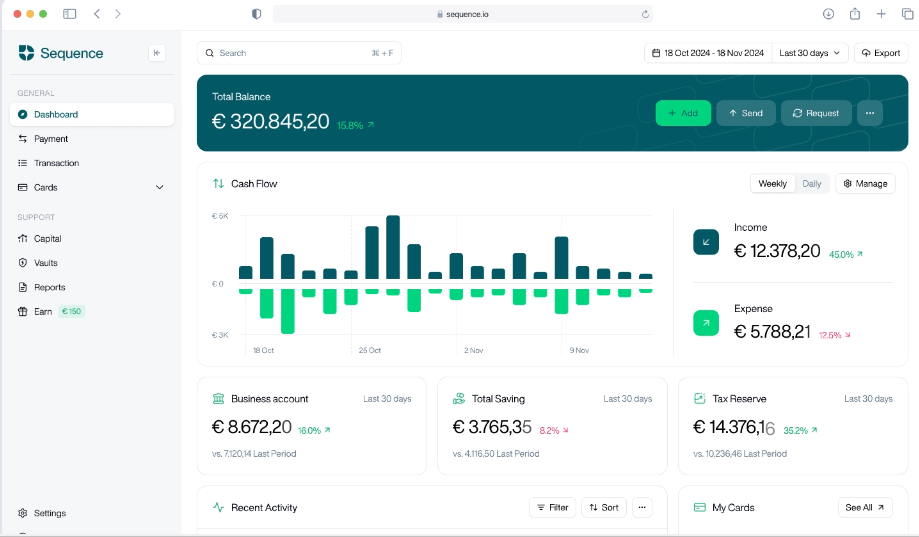 sequence.io
Sequence
Search
⌘ + F
18 Oct 2024 - 18 Nov 2024
Last 30 days
Export
GENERAL
Dashboard
Payment
Transaction
Cards
SUPPORT
Capital
Vaults
Reports
Earn
€ 150
Settings
Total Balance
€ 320.845,20
15.8%
+ Add
Send
Request
Cash Flow
Weekly
Daily
Manage
€ 6K
€ 0
€ 3K
18 Oct
25 Oct
2 Nov
9 Nov
Income
€ 12.378,20
45.0%
Expense
€ 5.788,21
12.5%
Business account
Last 30 days
€ 8.672,20
16.0%
vs. 7.120,14 Last Period
Total Saving
Last 30 days
€ 3.765,35
8.2%
vs. 4.116,50 Last Period
Tax Reserve
Last 30 days
€ 14.376,16
35.2%
vs. 10.236,46 Last Period
Recent Activity
Filter
Sort
My Cards
See All